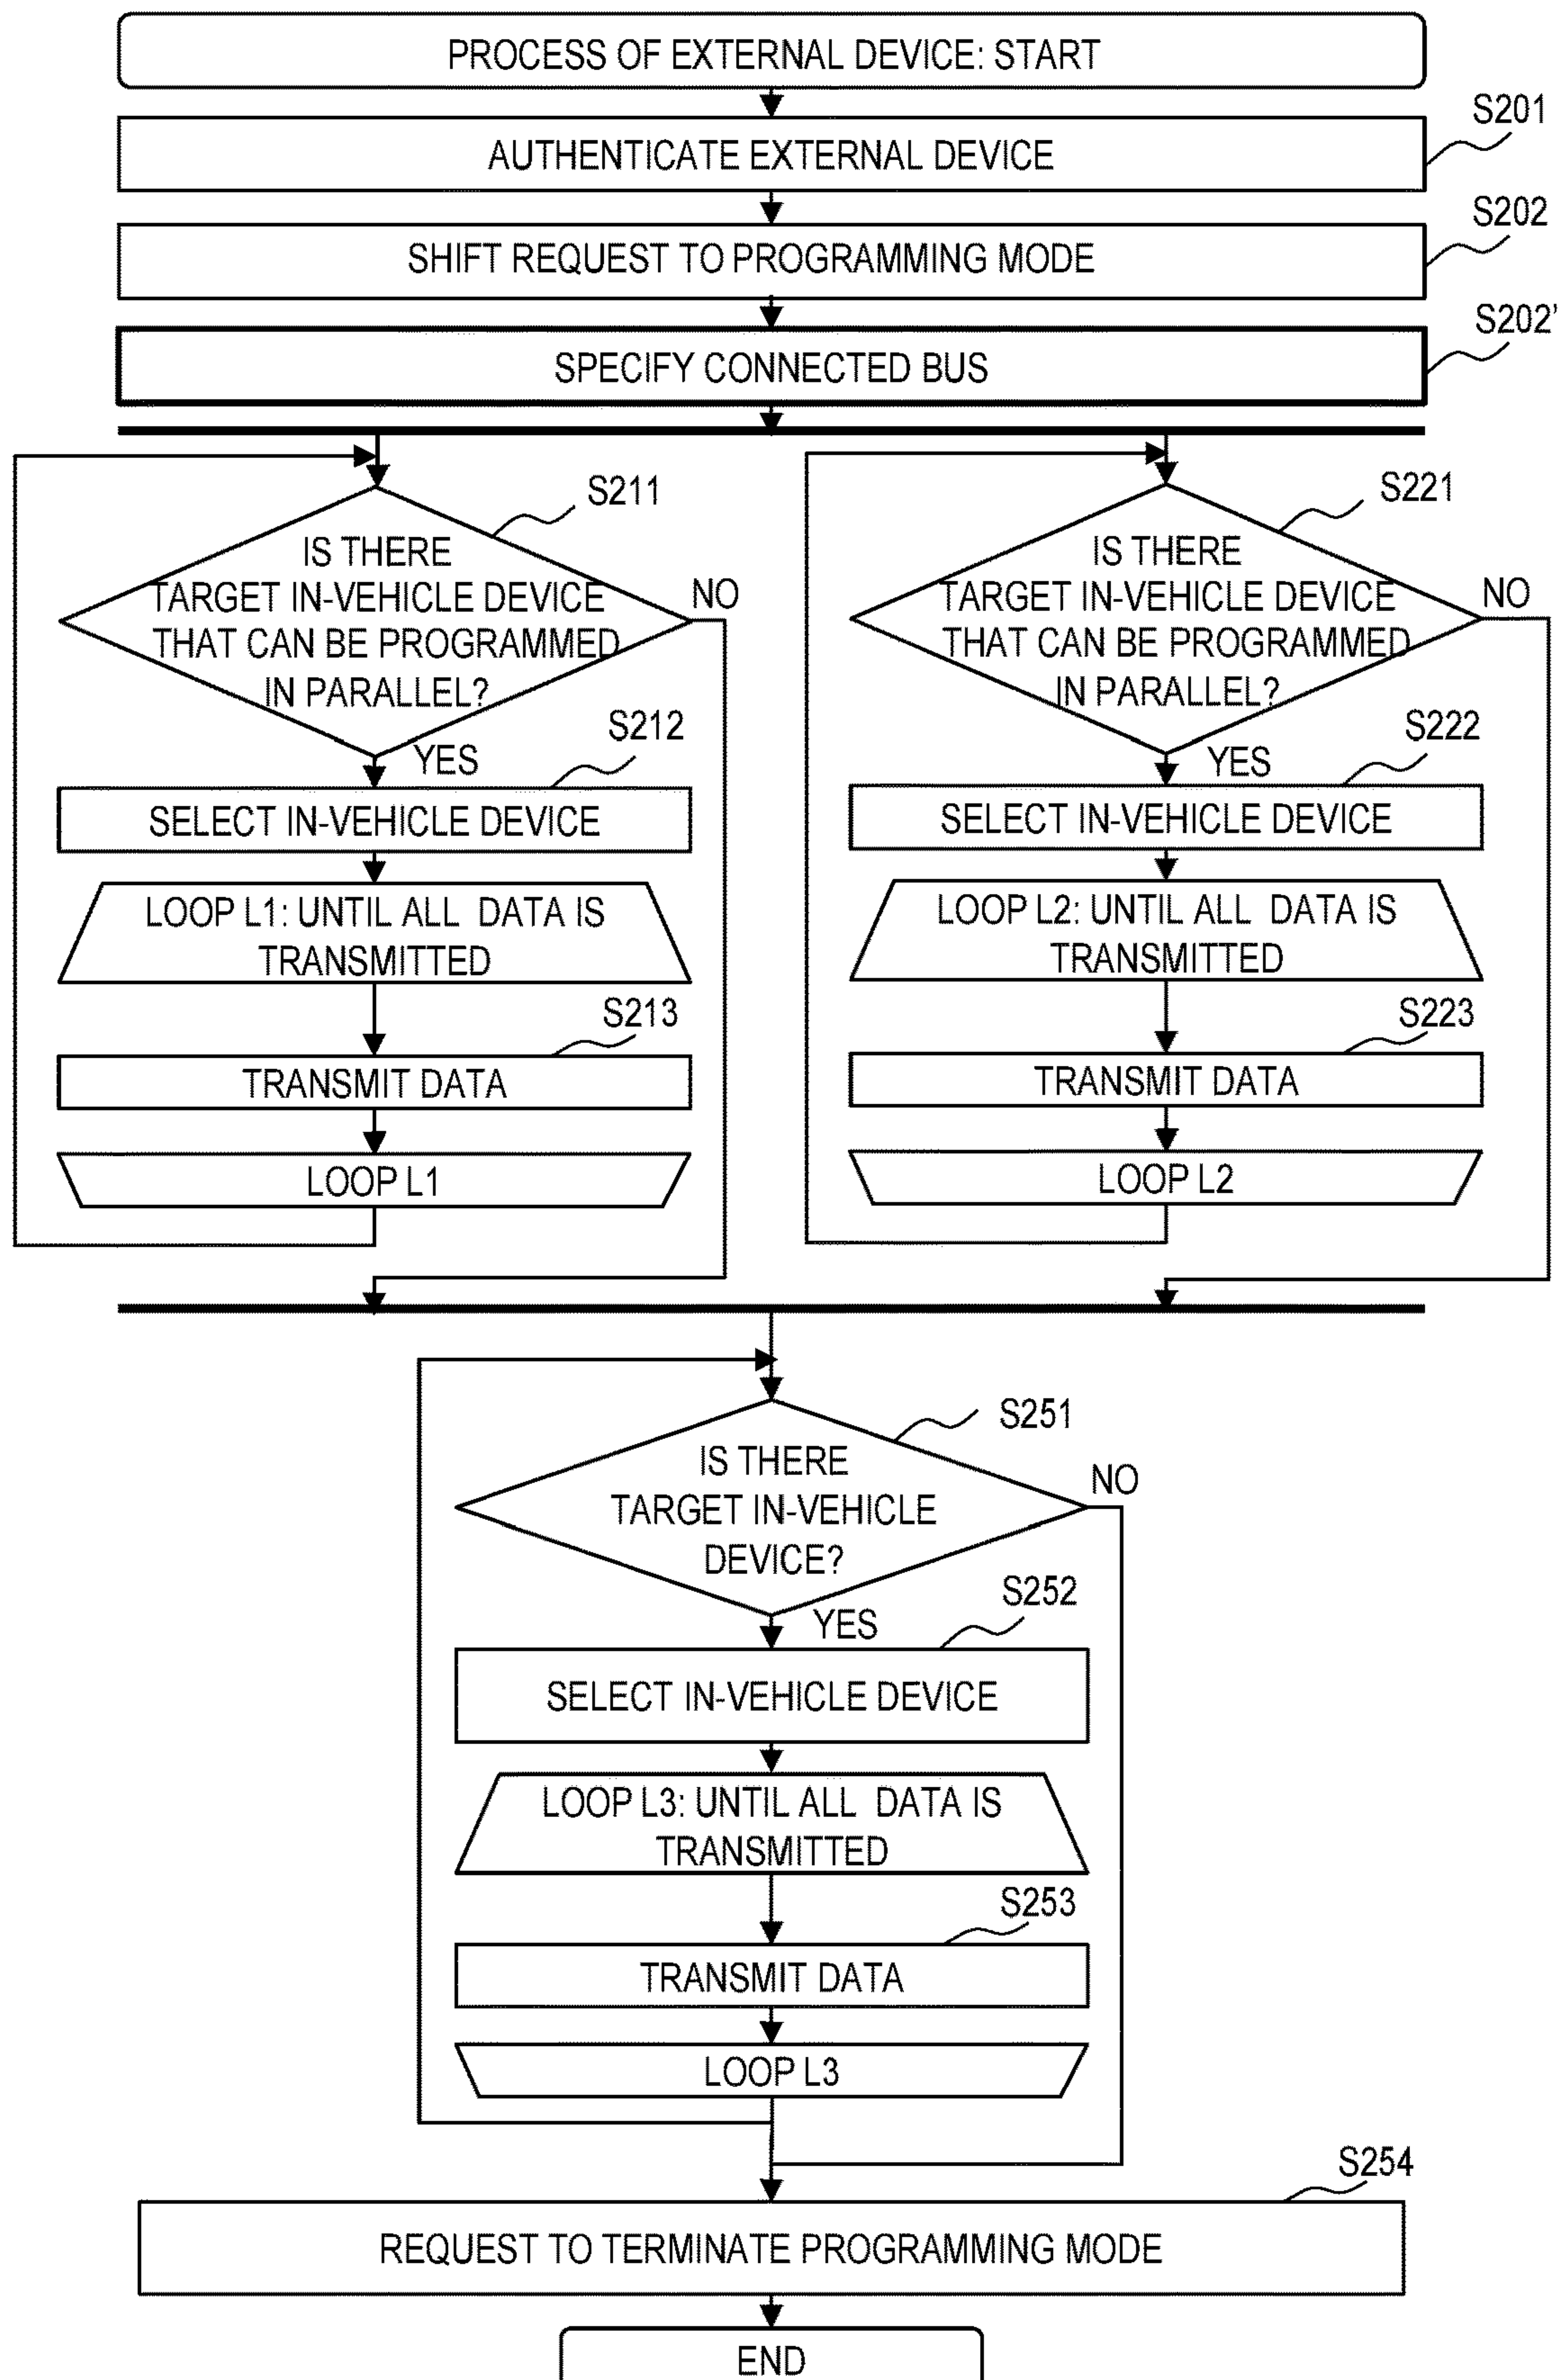 PROCESS OF EXTERNAL DEVICE: START
S201
AUTHENTICATE EXTERNAL DEVICE
S202
SHIFT REQUEST TO PROGRAMMING MODE
S202'
SPECIFY CONNECTED BUS
S211
IS THERE
TARGET IN-VEHICLE DEVICE
THAT CAN BE PROGRAMMED
IN PARALLEL?
NO
YES
S212
SELECT IN-VEHICLE DEVICE
LOOP L1: UNTIL ALL DATA IS
TRANSMITTED
S213
TRANSMIT DATA
LOOP L1
S221
IS THERE
TARGET IN-VEHICLE DEVICE
THAT CAN BE PROGRAMMED
IN PARALLEL?
NO
YES
S222
SELECT IN-VEHICLE DEVICE
LOOP L2: UNTIL ALL DATA IS
TRANSMITTED
S223
TRANSMIT DATA
LOOP L2
S251
IS THERE
TARGET IN-VEHICLE
DEVICE?
NO
YES
S252
SELECT IN-VEHICLE DEVICE
LOOP L3: UNTIL ALL DATA IS
TRANSMITTED
S253
TRANSMIT DATA
LOOP L3
S254
REQUEST TO TERMINATE PROGRAMMING MODE
END